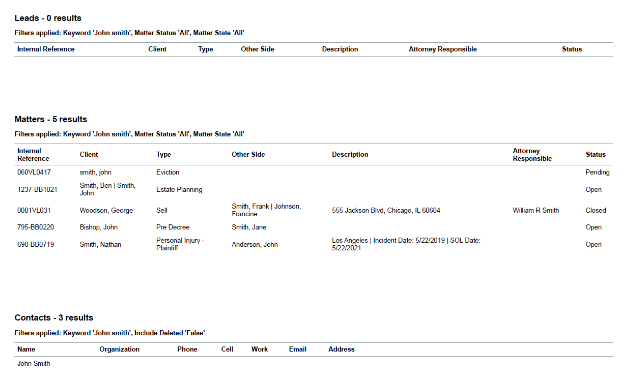 Leads - 0 results
Filters applied: Keyword 'John smith', Matter Status 'All', Matter State 'All'
Internal Reference Client Type Other Side Description Attorney Responsible Status
Matters - 5 results
Filters applied: Keyword 'John smith', Matter Status 'All', Matter State 'All'
Internal Reference Client Type Other Side Description Attorney Responsible Status
060VL0417 smith, john Eviction Pending
1237-BB1021 Smith, Ben | Smith, John Estate Planning Open
0001VL031 Woodson, George Sell Smith, Frank | Johnson, Francine 555 Jackson Blvd, Chicago, IL 60604 William R Smith Closed
795-BB0220 Bishop, John Pre Decree Smith, Jane Open
690-BB0719 Smith, Nathan Personal Injury - Plaintiff Anderson, John Los Angeles | Incident Date: 5/22/2019 | SOL Date: 5/22/2021 Open
Contacts - 3 results
Filters applied: Keyword 'John smith', Include Deleted 'False'
Name Organization Phone Cell Work Email Address
John Smith